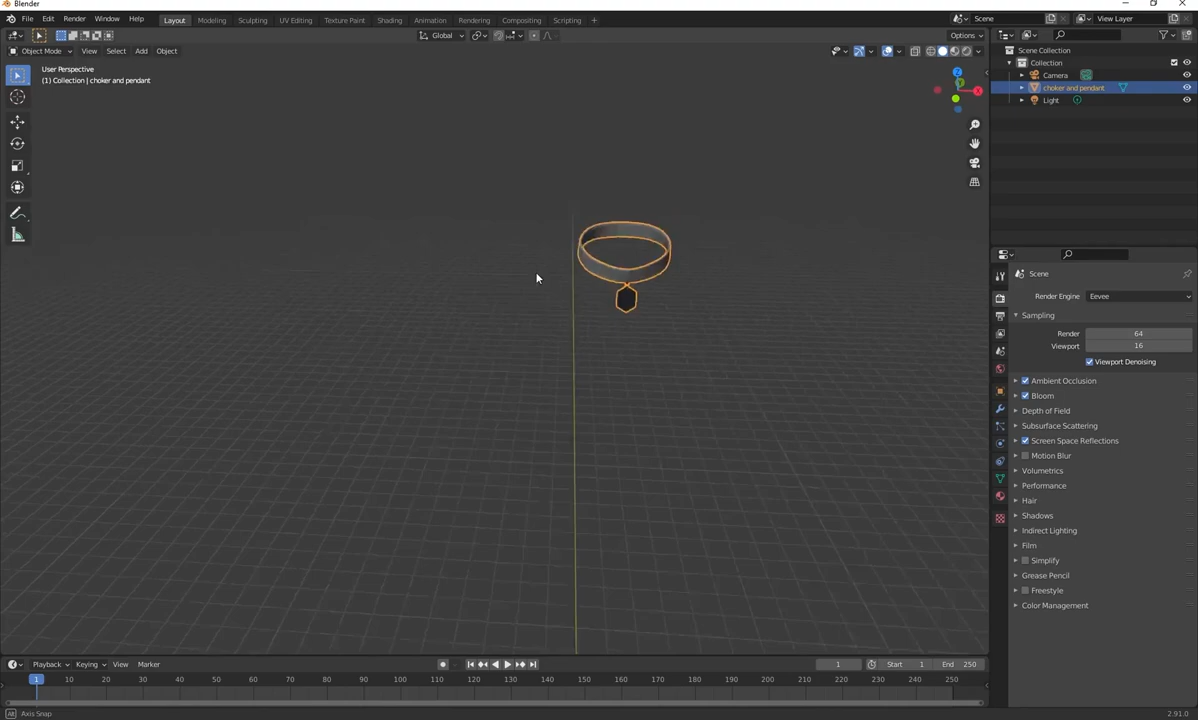 Blender
File Edit Render Window Help Layout Modeling Sculpting UV Editing Texture Paint Shading Animation Rendering Compositing Scripting + Scene View Layer
Global Options
Object Mode View Select Add Object
User Perspective
(1) Collection | choker and pendant
Z
X
Scene Collection
Collection
Camera
choker and pendant
Light
Scene
Render Engine Eevee
Sampling
Render 64
Viewport 16
Viewport Denoising
Ambient Occlusion
Bloom
Depth of Field
Subsurface Scattering
Screen Space Reflections
Motion Blur
Volumetrics
Performance
Hair
Shadows
Indirect Lighting
Film
Simplify
Grease Pencil
Freestyle
Color Management
Playback Keying View Marker 1 Start 1 End 250
1 10 20 30 40 50 60 70 80 90 100 110 120 130 140 150 160 170 180 190 200 210 220 230 240 250
Alt Axis Snap 2.91.0